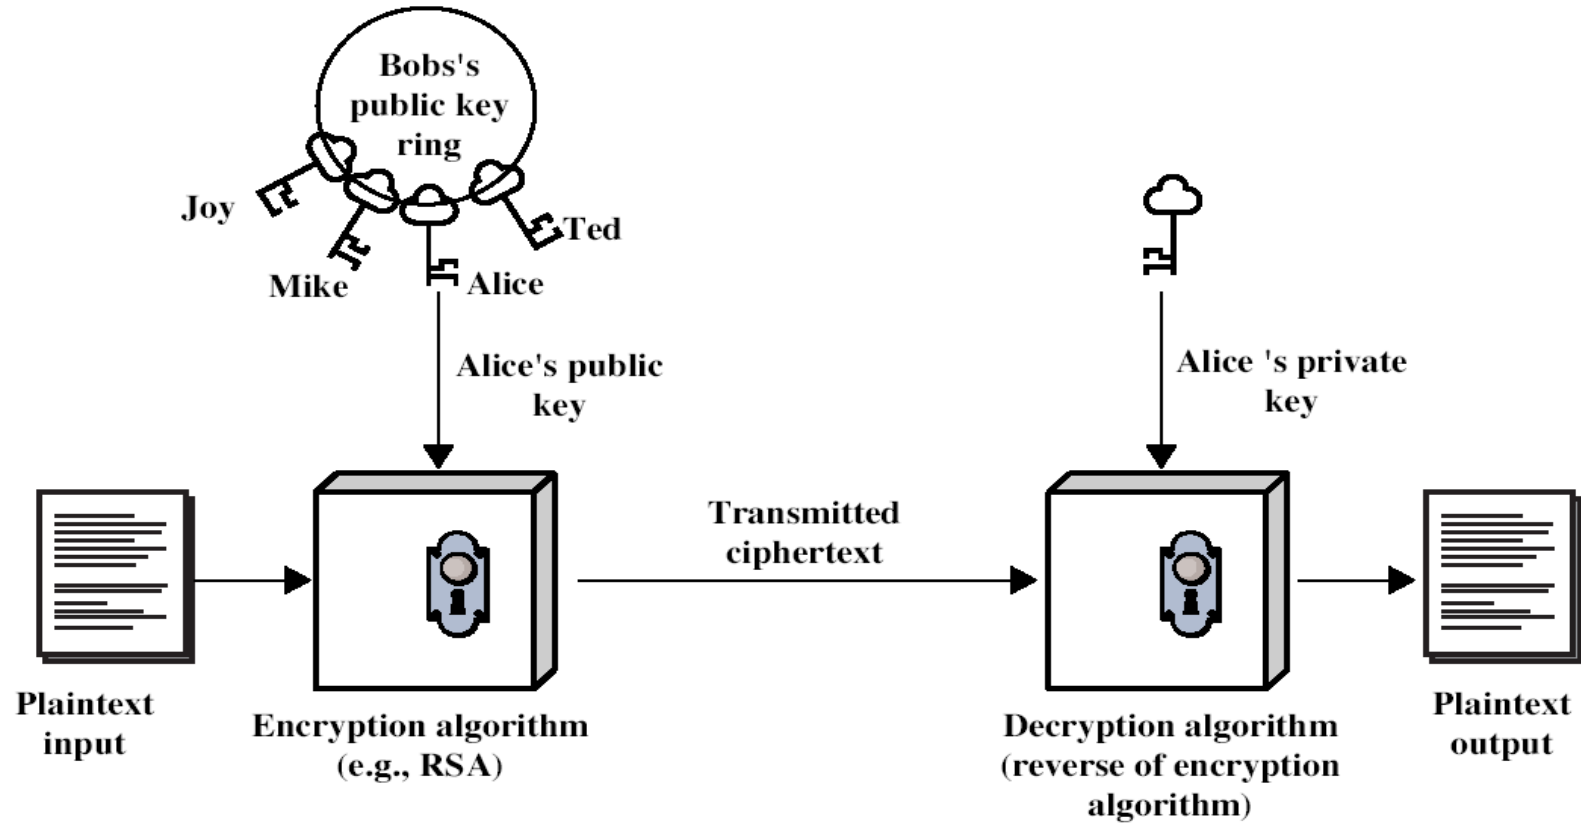 Bobs's
public key
ring
Joy
Ted
Mike
Alice
Alice's public
key
Alice 's private
key
Transmitted
ciphertext
Plaintext
input
Encryption algorithm
(e.g., RSA)
Decryption algorithm
(reverse of encryption
algorithm)
Plaintext
output